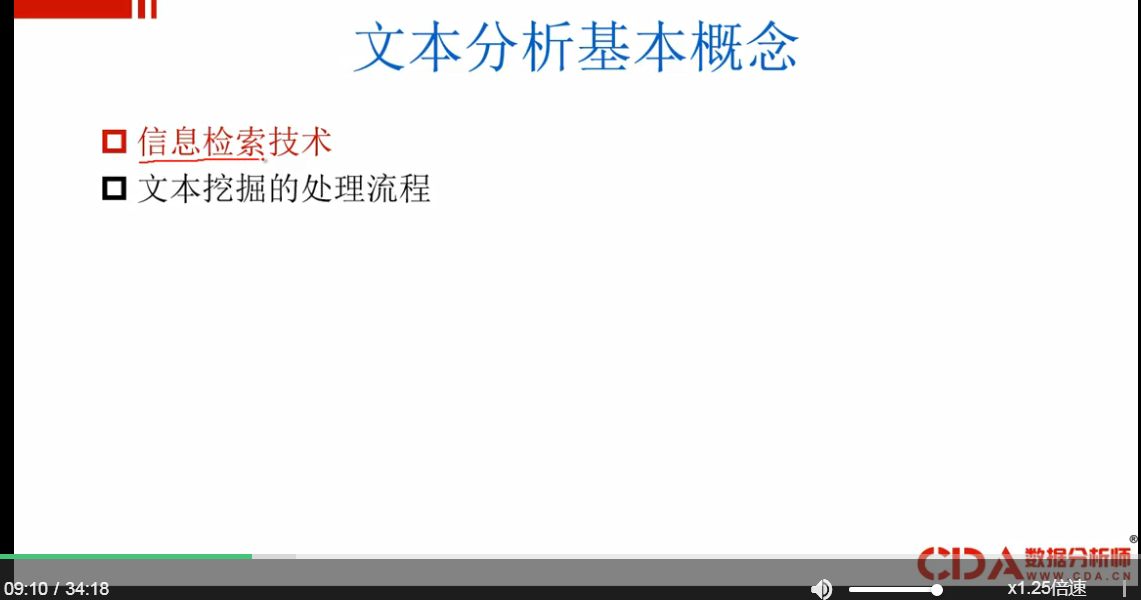 文本分析基本概念
信息检索技术
文本挖掘的处理流程
CDA数据分析师®
WWW.CDA.CN
09:10 / 34:18
x1.25倍速